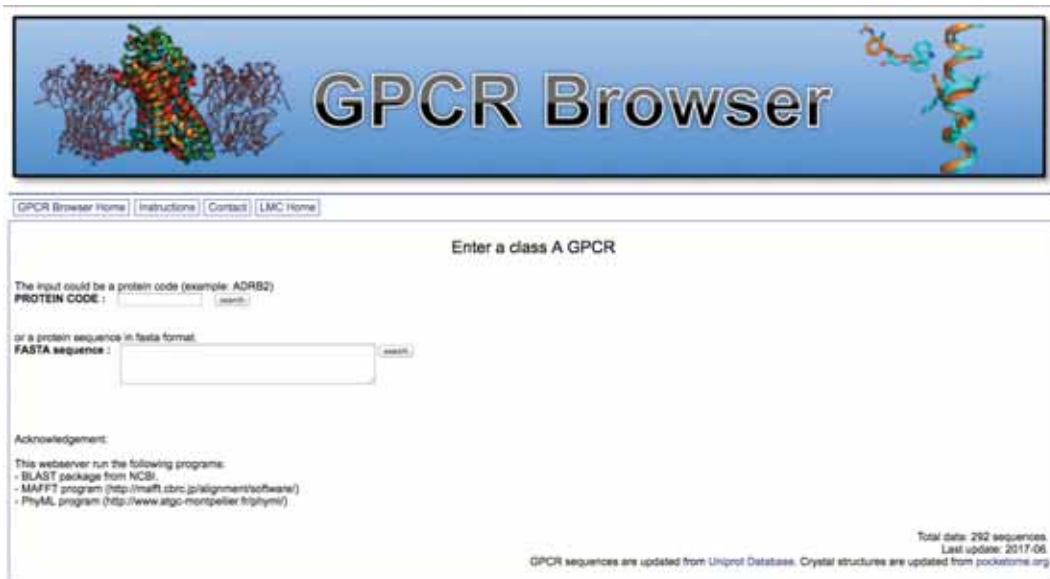 GPCR Browser
GPCR Browser Home Instructions Contact LMC Home
Enter a class A GPCR
The input could be a protein code (example: ADRB2)
PROTEIN CODE : search
or a protein sequence in fasta format.
FASTA sequence : search
Acknowledgement:
This webserver run the following programs:
- BLAST package from NCBI.
- MAFFT program (http://mafft.cbrc.jp/alignment/software/)
- PhyML program (http://www.atgc-montpellier.fr/phyml/)
Total data: 292 sequences.
Last update: 2017-06.
GPCR sequences are updated from Uniprot Database. Crystal structures are updated from pocketome.org